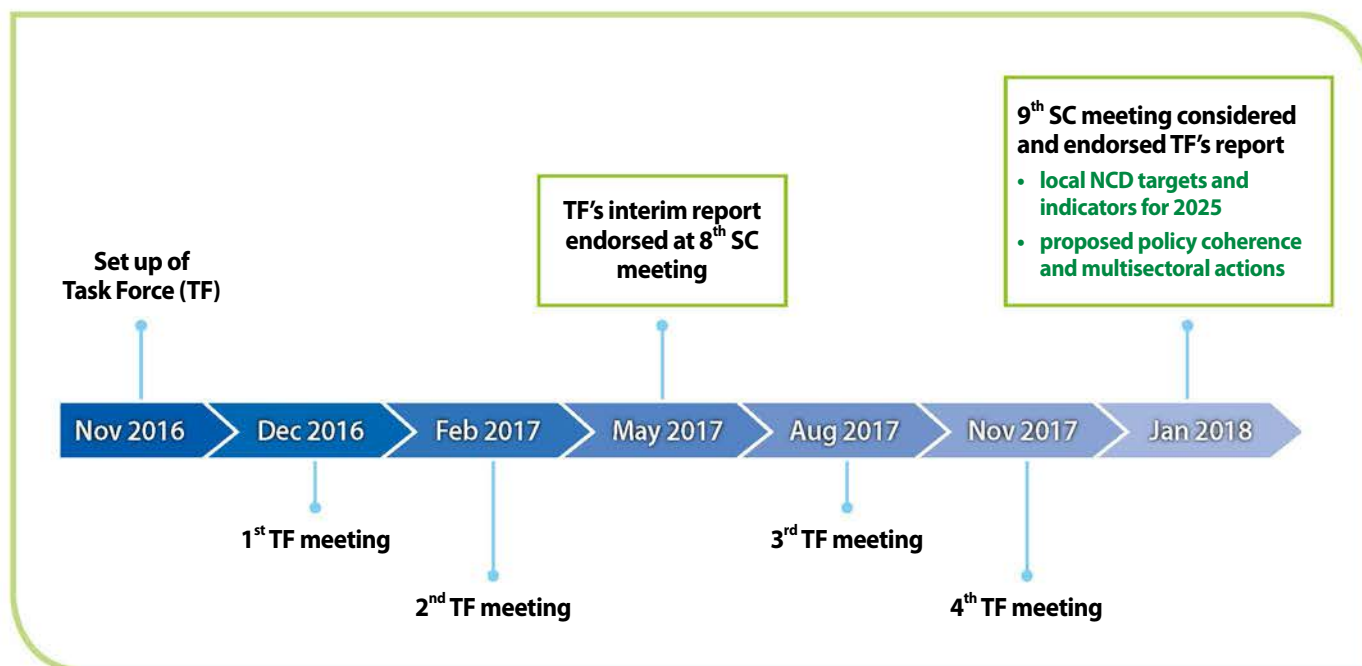 9th SC meeting considered
and endorsed TF's report
• local NCD targets and
indicators for 2025
• proposed policy coherence
and multisectoral actions
TF's interim report
endorsed at 8th SC
meeting
Set up of
Task Force (TF)
Nov 2016
Dec 2016
Feb 2017
May 2017
Aug 2017
Nov 2017
Jan 2018
1st TF meeting
3rd TF meeting
2nd TF meeting
4th TF meeting